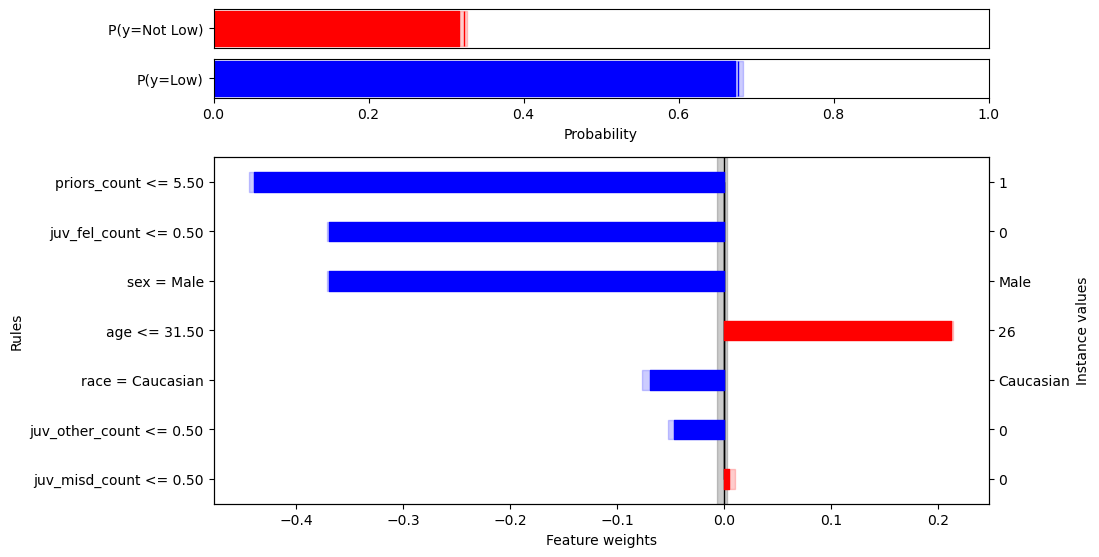 P(y=Not Low)
P(y=Low)
0.0 0.2 0.4 0.6 0.8 1.0
Probability
priors_count <= 5.50 1
juv_fel_count <= 0.50 0
sex = Male Male
age <= 31.50 26
race = Caucasian Caucasian
juv_other_count <= 0.50 0
juv_misd_count <= 0.50 0
Rules
Instance values
−0.4 −0.3 −0.2 −0.1 0.0 0.1 0.2
Feature weights